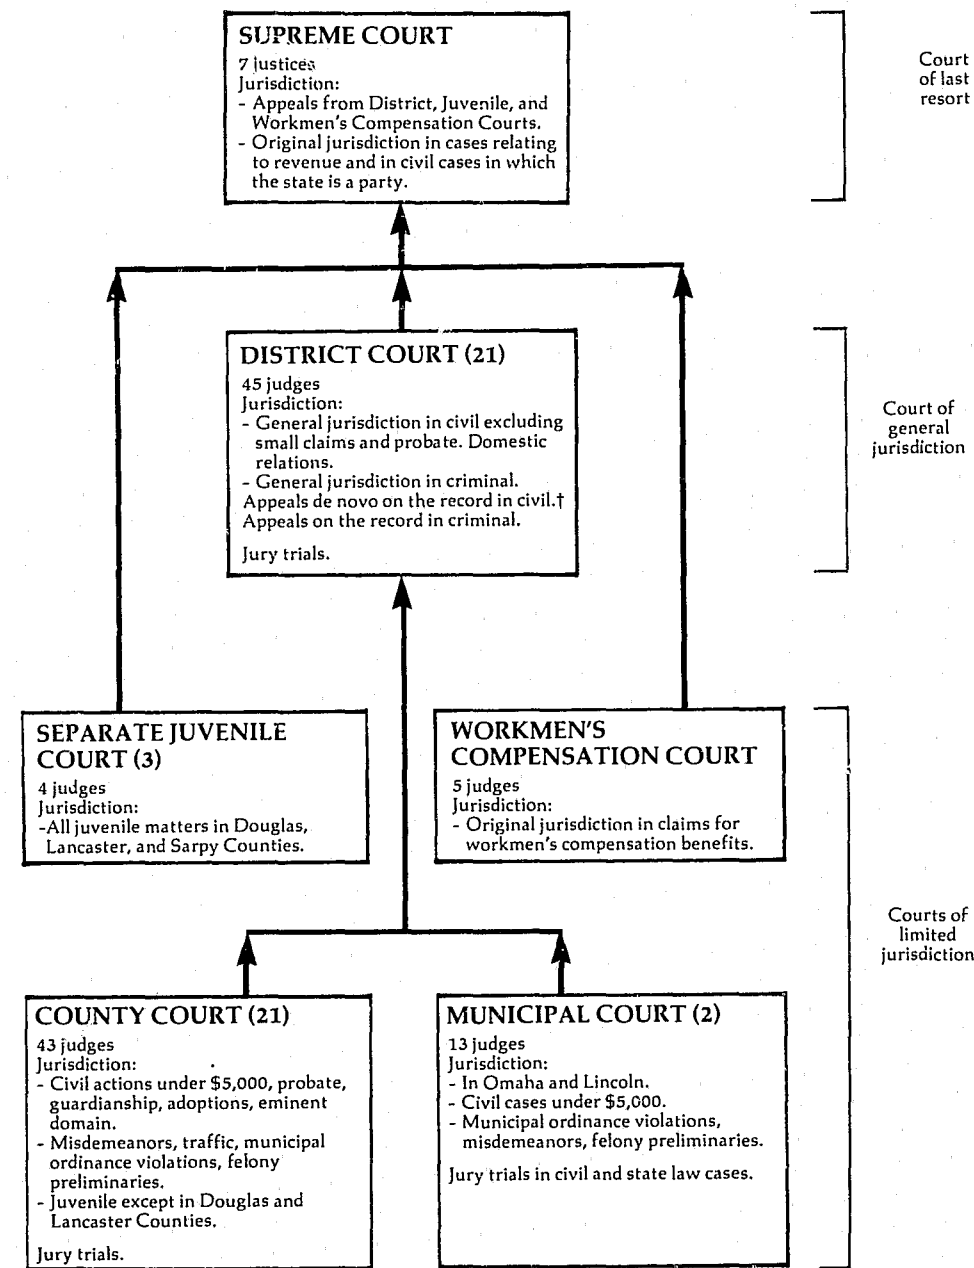 SUPREME COURT
7 justices
Jurisdiction:
- Appeals from District, Juvenile, and
Workmen's Compensation Courts.
- Original jurisdiction in cases relating
to revenue and in civil cases in which
the state is a party.
Court
of last
resort
DISTRICT COURT (21)
45 judges
Jurisdiction:
- General jurisdiction in civil excluding
small claims and probate. Domestic
relations.
- General jurisdiction in criminal.
Appeals de novo on the record in civil.†
Appeals on the record in criminal.
Jury trials.
Court of
general
jurisdiction
SEPARATE JUVENILE
COURT (3)
4 judges
Jurisdiction:
-All juvenile matters in Douglas,
Lancaster, and Sarpy Counties.
WORKMEN'S
COMPENSATION COURT
5 judges
Jurisdiction:
- Original jurisdiction in claims for
workmen's compensation benefits.
Courts of
limited
jurisdiction
COUNTY COURT (21)
43 judges
Jurisdiction:
- Civil actions under $5,000, probate,
guardianship, adoptions, eminent
domain.
- Misdemeanors, traffic, municipal
ordinance violations, felony
preliminaries.
- Juvenile except in Douglas and
Lancaster Counties.
Jury trials.
MUNICIPAL COURT (2)
13 judges
Jurisdiction:
- In Omaha and Lincoln.
- Civil cases under $5,000.
- Municipal ordinance violations,
misdemeanors, felony preliminaries.
Jury trials in civil and state law cases.